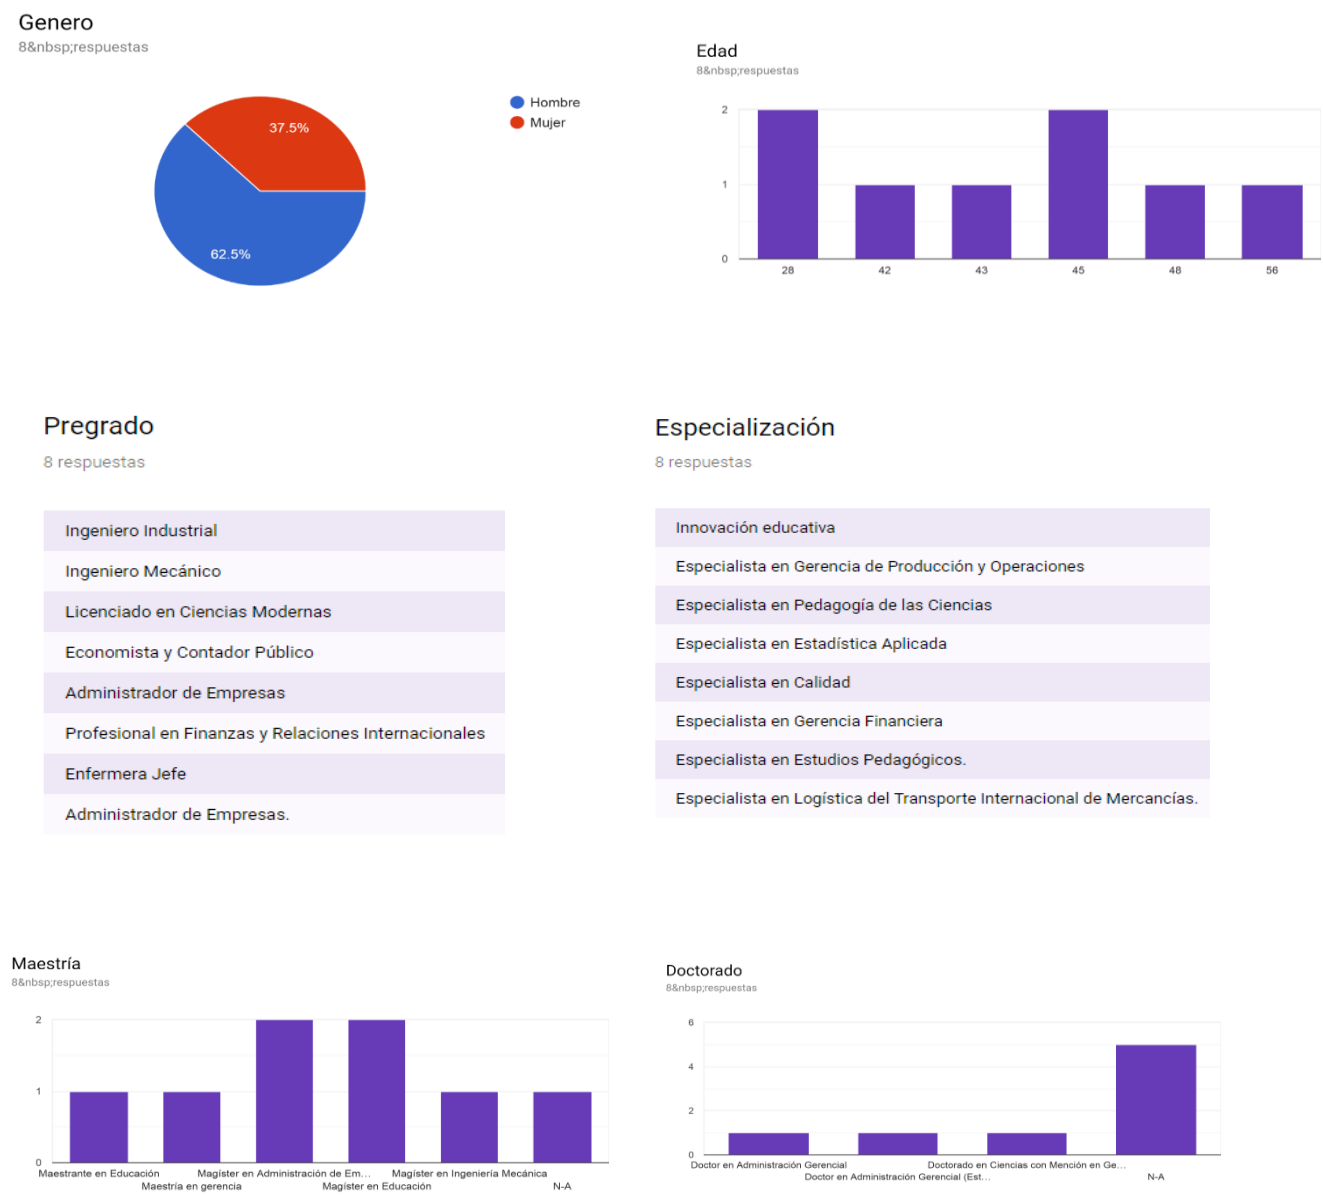 Genero
8&nbsp;respuestas
Hombre
Mujer
37.5%
62.5%
Edad
8&nbsp;respuestas
2
1
0
28 42 43 45 48 56
Pregrado
8 respuestas
Ingeniero Industrial
Ingeniero Mecánico
Licenciado en Ciencias Modernas
Economista y Contador Público
Administrador de Empresas
Profesional en Finanzas y Relaciones Internacionales
Enfermera Jefe
Administrador de Empresas.
Especialización
8 respuestas
Innovación educativa
Especialista en Gerencia de Producción y Operaciones
Especialista en Pedagogía de las Ciencias
Especialista en Estadística Aplicada
Especialista en Calidad
Especialista en Gerencia Financiera
Especialista en Estudios Pedagógicos.
Especialista en Logística del Transporte Internacional de Mercancías.
Maestría
8&nbsp;respuestas
2
1
0
Maestrante en Educación Magíster en Administración de Em... Magíster en Ingeniería Mecánica
Maestría en gerencia Magíster en Educación N-A
Doctorado
8&nbsp;respuestas
6
4
2
0
Doctor en Administración Gerencial Doctorado en Ciencias con Mención en Ge...
Doctor en Administración Gerencial (Est... N-A